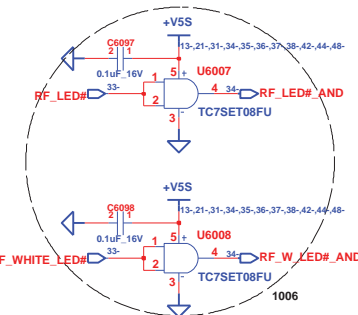 +V5S
C6097
2 1
13-,21-,31-,34-,35-,36-,37-,38-,42-,44-,48-
0.1uF_16V
5 +
U6007
33-
1
4
34-
RF_LED#
2
RF_LED#_AND
3 -
TC7SET08FU
+V5S
C6098
2 1
13-,21-,31-,34-,35-,36-,37-,38-,42-,44-,48-
0.1uF_16V
5 +
U6008
33-
1
4
34-
F_WHITE_LED#
2
RF_W_LED#_AND
3 -
TC7SET08FU
1006